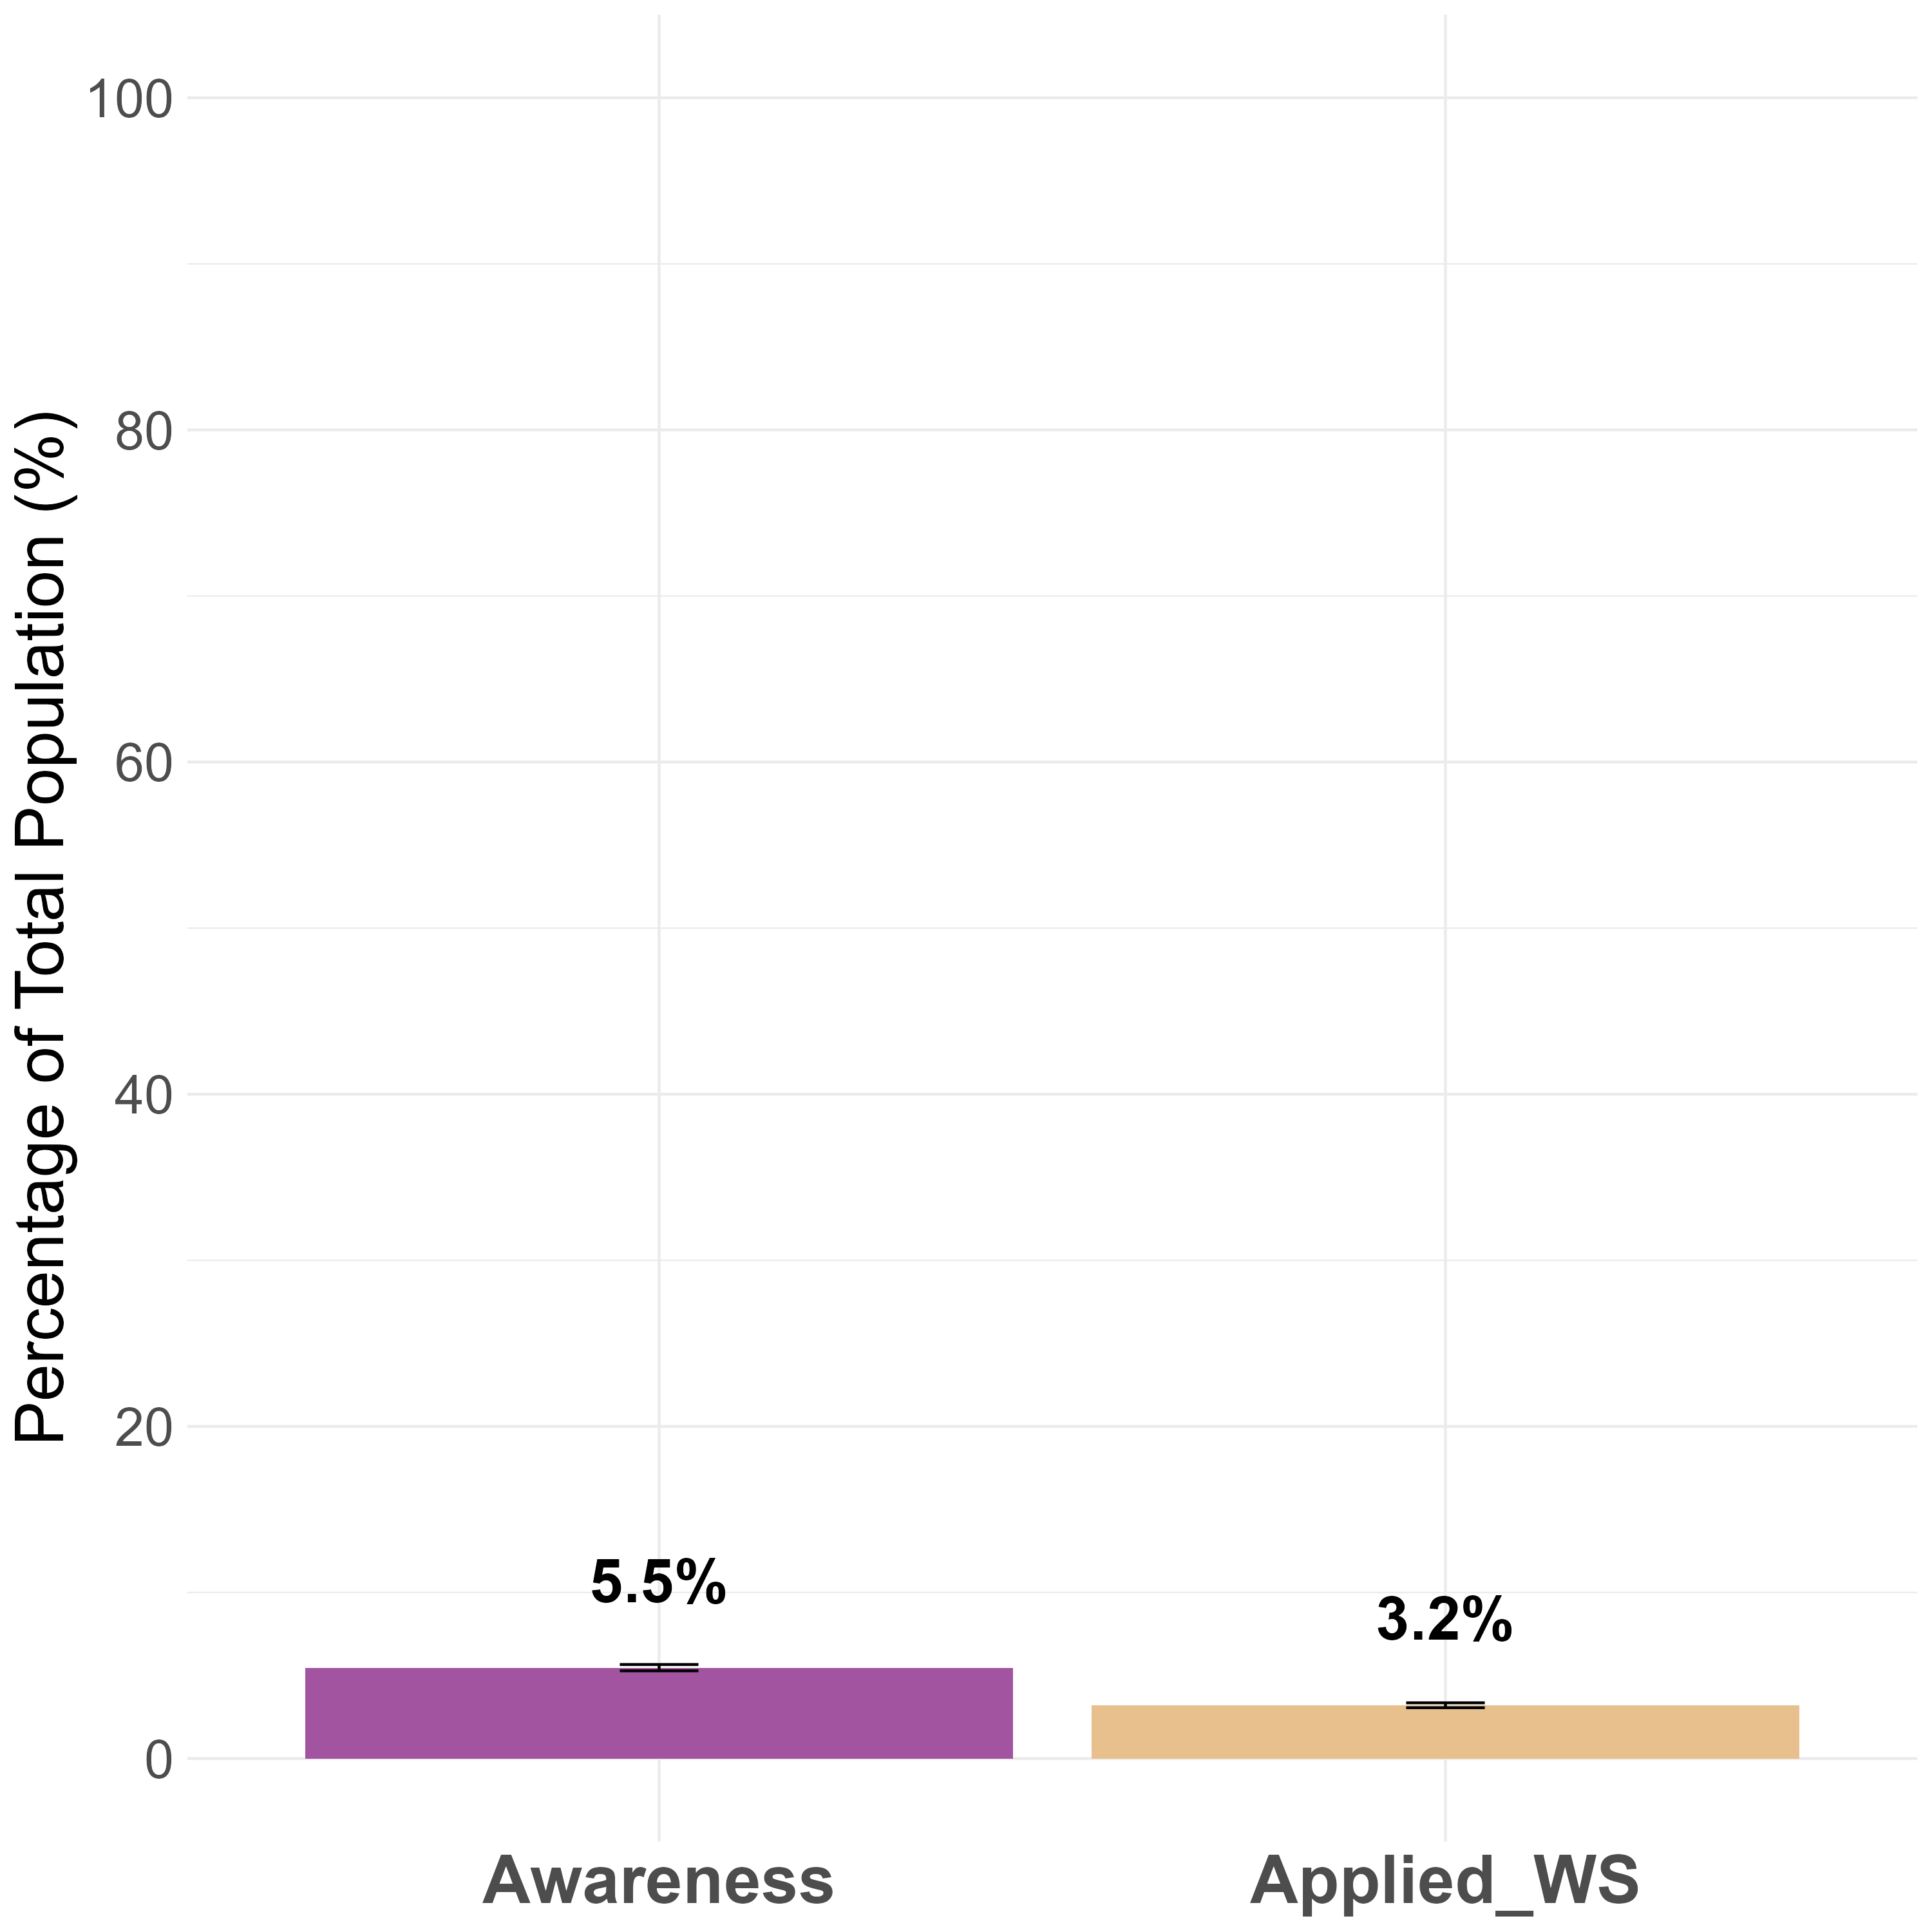 Percentage of Total Population (%)
100
80
60
40
20
0
5.5%
3.2%
Awareness
Applied_WS